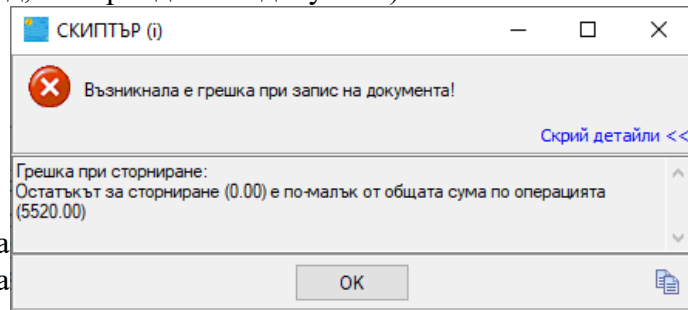 СКИПТЪР (i)
Възникнала е грешка при запис на документа!
Скрий детайли <<
Грешка при сторниране:
Остатъкът за сторниране (0.00) е по-малък от общата сума по операцията
(5520.00)
а
а
OK